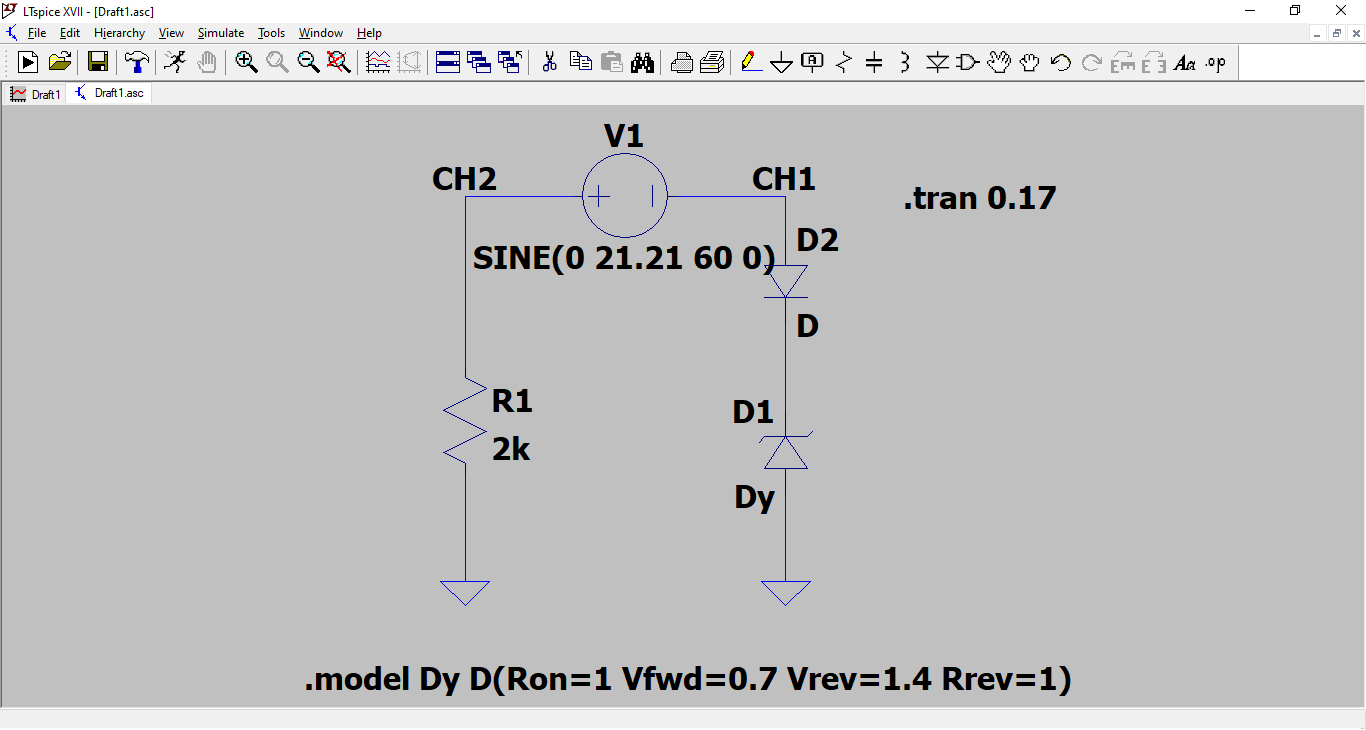 LTspice XVII - [Draft1.asc]
File Edit Hierarchy View Simulate Tools Window Help
.op
Draft1 Draft1.asc
V1
CH2 CH1
.tran 0.17
D2
SINE(0 21.21 60 0)
D
R1
D1
2k
Dy
.model Dy D(Ron=1 Vfwd=0.7 Vrev=1.4 Rrev=1)